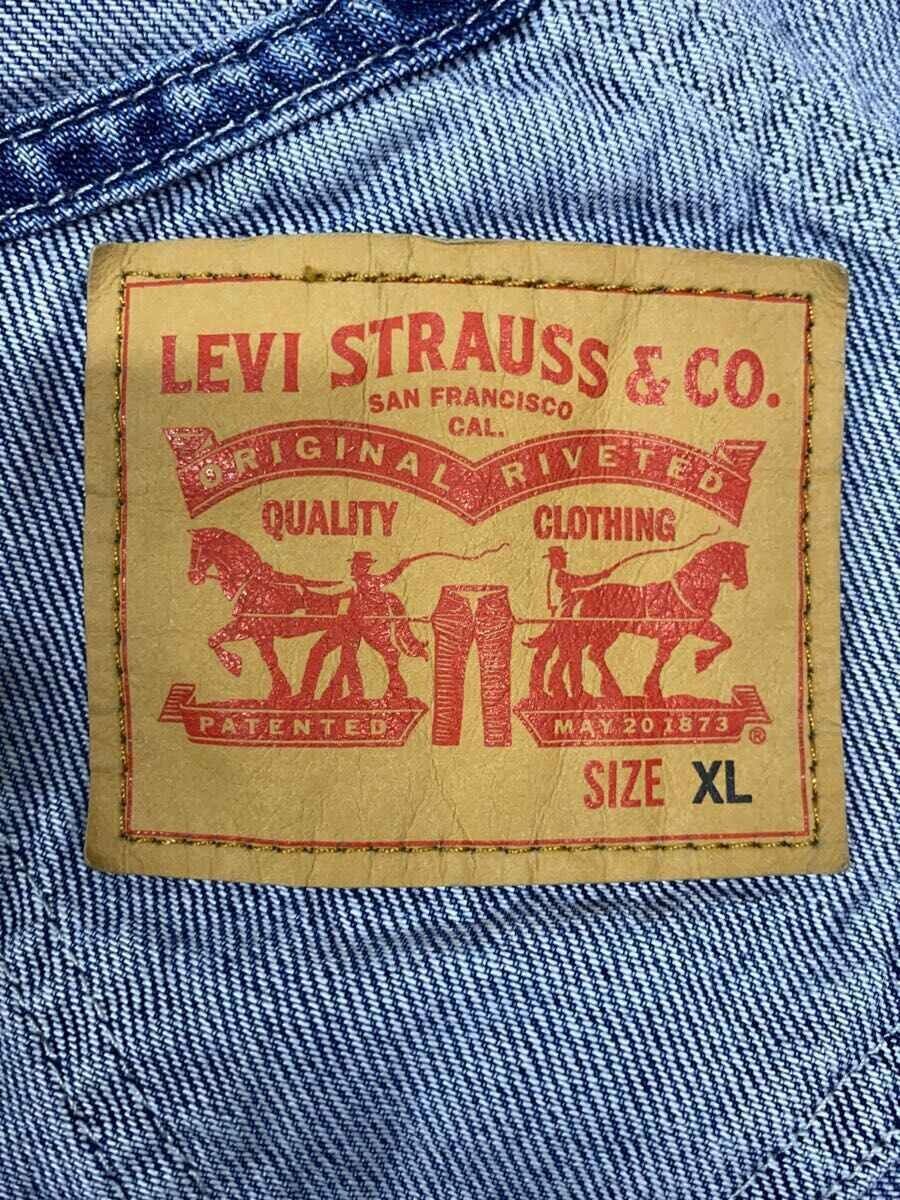 LEVI STRAUSS & CO.
SAN FRANCISCO
CAL.
ORIGINAL RIVETED
QUALITY CLOTHING
PATENTED MAY 20 1873 ®
SIZE XL